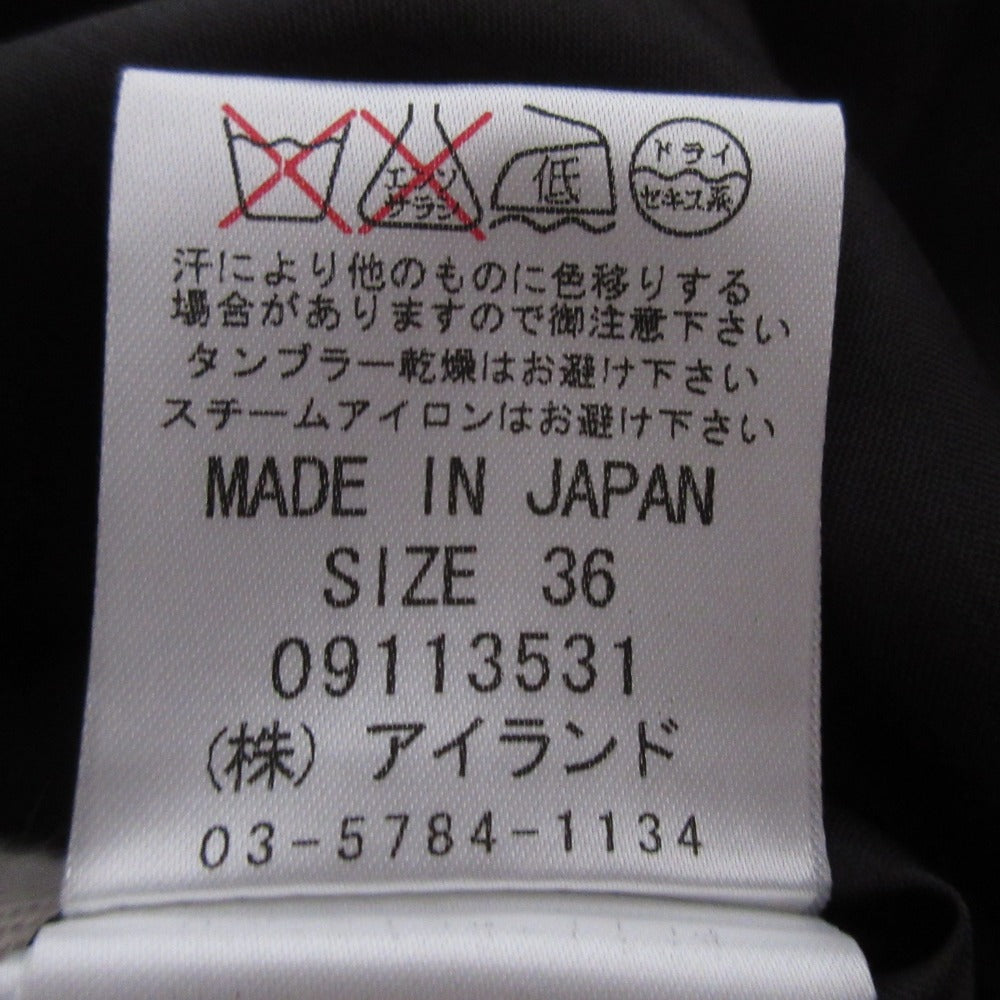 エンソ
サラシ
低
ドライ
セキユ系
汗により他のものに色移りする
場合がありますので御注意下さい
タンブラー乾燥はお避け下さい
スチームアイロンはお避け下さい
MADE IN JAPAN
SIZE 36
09113531
(株) アイランド
03-5784-1134